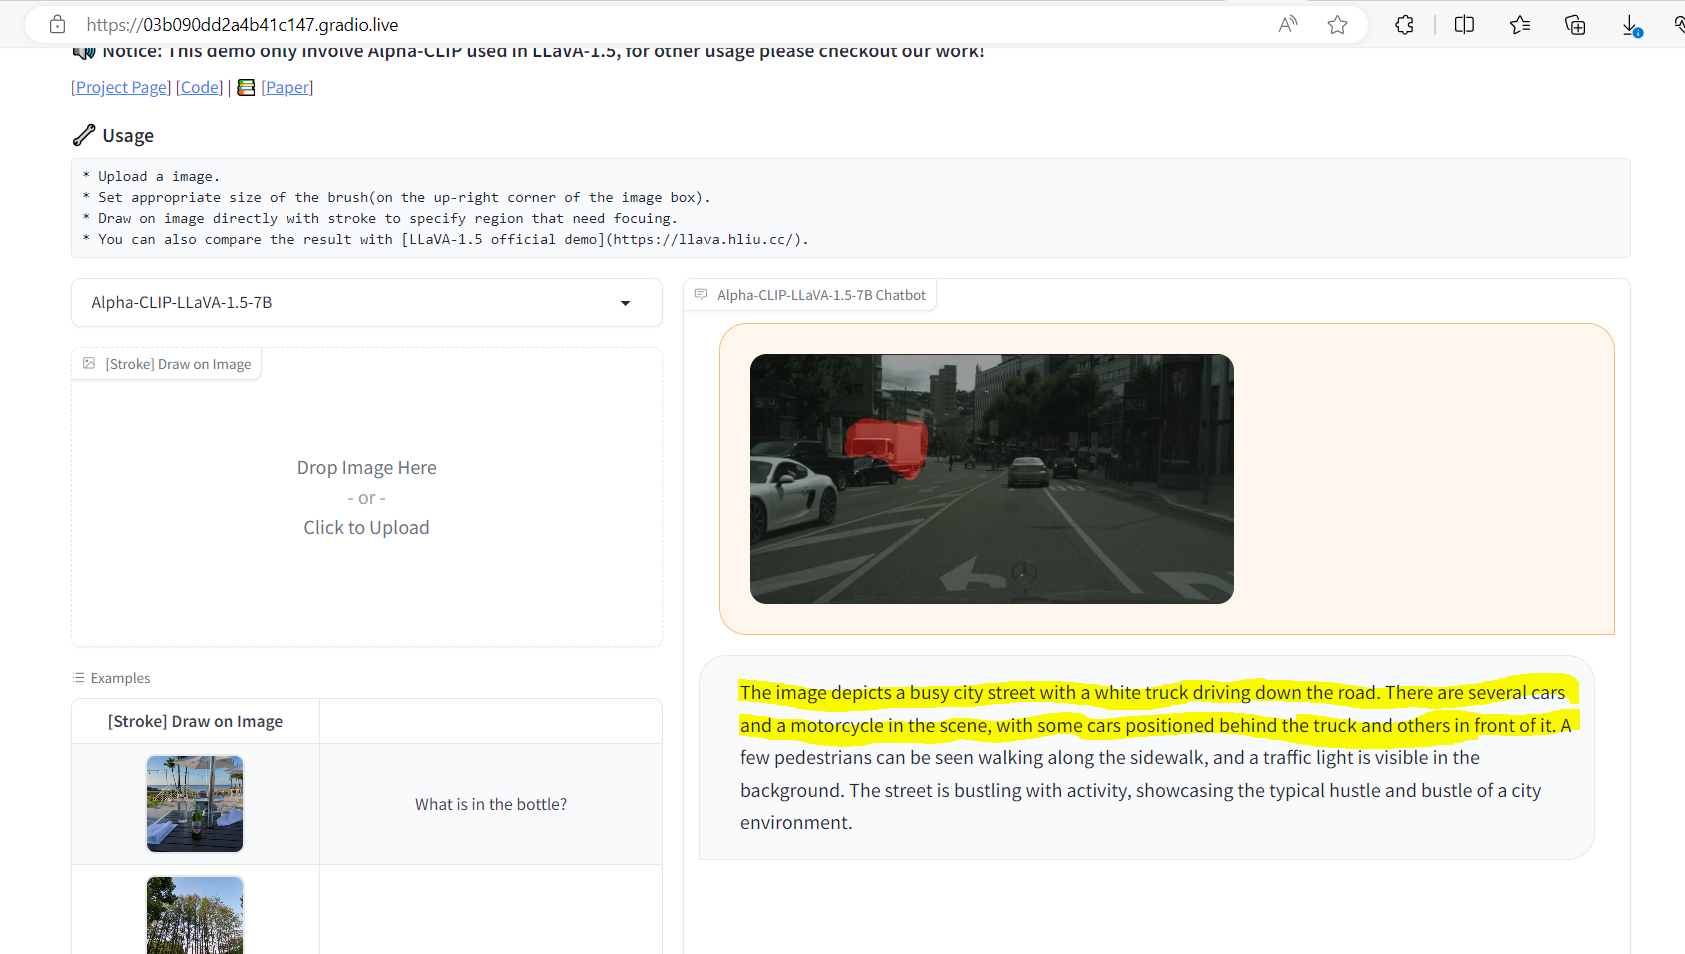 https://03b090dd2a4b41c147.gradio.live
Notice: This demo only involve Alpha-CLIP used in LLaVA-1.5, for other usage please checkout our work!
[Project Page] [Code] | [Paper]
Usage
* Upload a image.
* Set appropriate size of the brush(on the up-right corner of the image box).
* Draw on image directly with stroke to specify region that need focuing.
* You can also compare the result with [LLaVA-1.5 official demo](https://llava.hliu.cc/).
Alpha-CLIP-LLaVA-1.5-7B
[Stroke] Draw on Image
Drop Image Here
- or -
Click to Upload
Examples
[Stroke] Draw on Image
What is in the bottle?
Alpha-CLIP-LLaVA-1.5-7B Chatbot
The image depicts a busy city street with a white truck driving down the road. There are several cars
and a motorcycle in the scene, with some cars positioned behind the truck and others in front of it. A
few pedestrians can be seen walking along the sidewalk, and a traffic light is visible in the
background. The street is bustling with activity, showcasing the typical hustle and bustle of a city
environment.